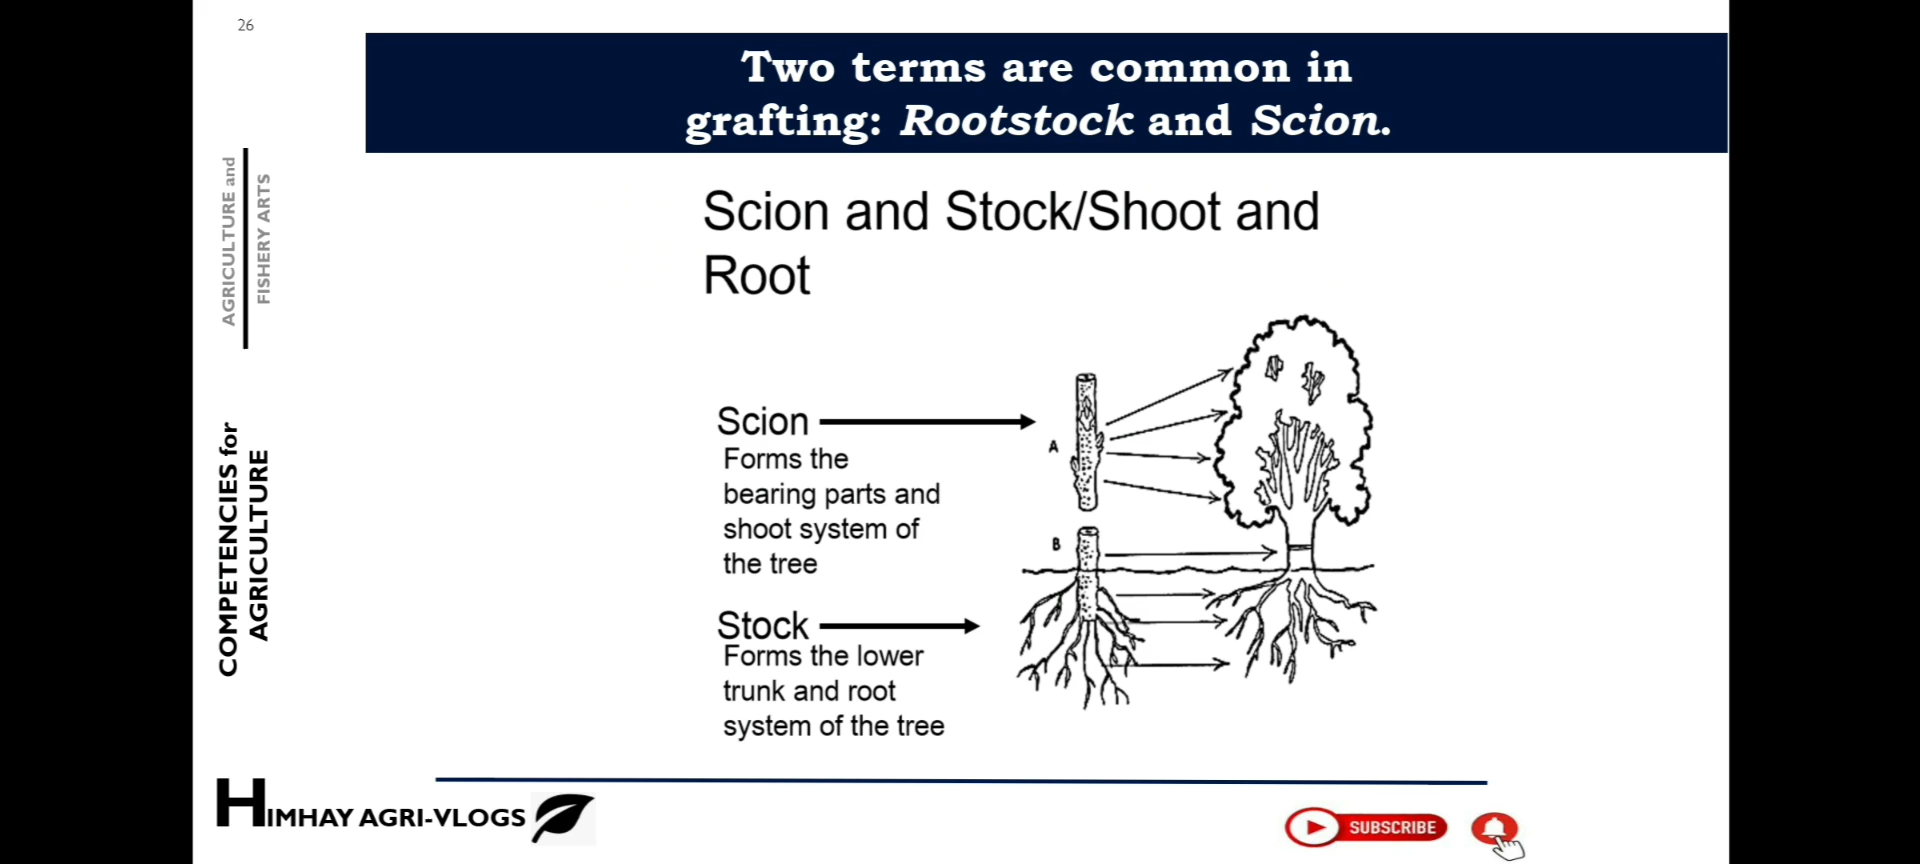 26
Two terms are common in
grafting: Rootstock and Scion.
AGRICULTURE and
FISHERY ARTS
COMPETENCIES for
AGRICULTURE
Scion and Stock/Shoot and
Root
Scion
Forms the
bearing parts and
shoot system of
the tree
A
B
Stock
Forms the lower
trunk and root
system of the tree
HIMHAY AGRI-VLOGS
SUBSCRIBE